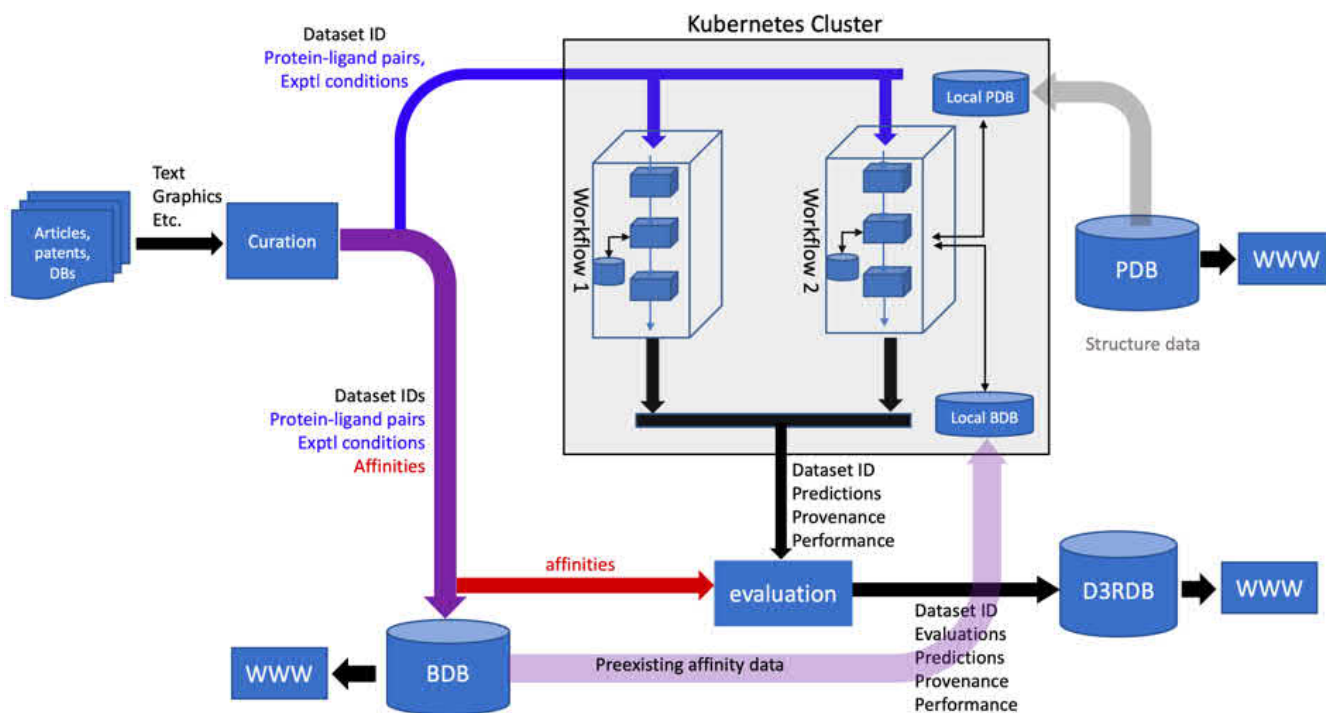 Kubernetes Cluster
Dataset ID
Protein-ligand pairs,
Exptl conditions
Local PDB
Text
Graphics
Etc.
Articles,
patents,
DBs
Curation
Workflow 1
Workflow 2
PDB
WWW
Structure data
Dataset IDs
Protein-ligand pairs
Exptl conditions
Affinities
Local BDB
Dataset ID
Predictions
Provenance
Performance
affinities
evaluation
D3RDB
WWW
Dataset ID
Evaluations
Predictions
Provenance
Performance
WWW
BDB
Preexisting affinity data